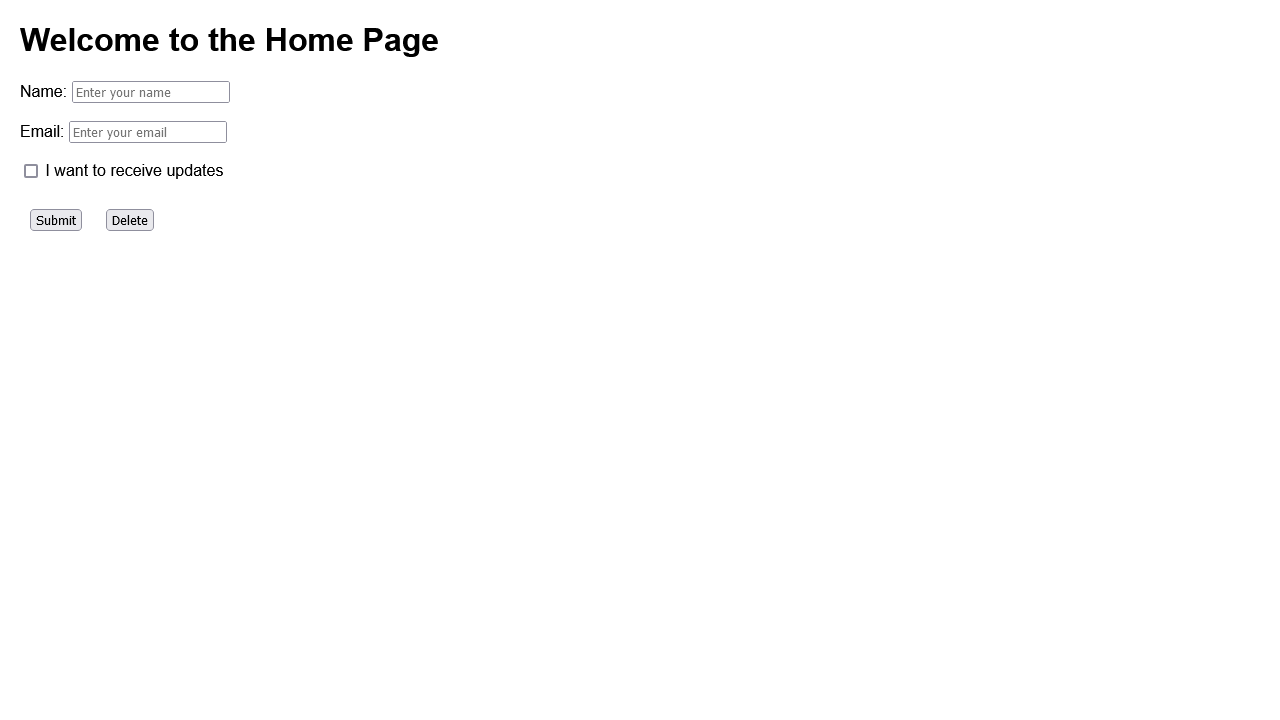 Welcome to the Home Page
Name: Enter your name
Email: Enter your email
I want to receive updates
Submit Delete